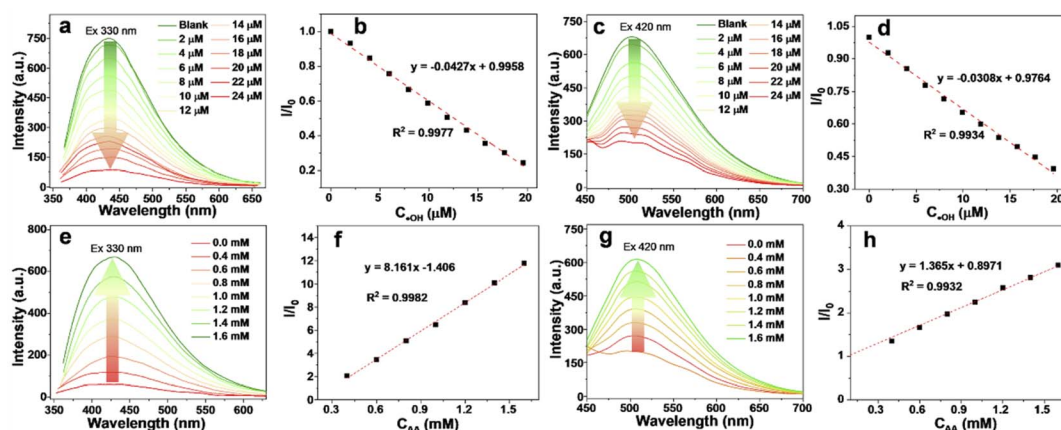 a
Ex 330 nm
Blank 14 μM
2 μM 16 μM
4 μM 18 μM
6 μM 20 μM
8 μM 22 μM
10 μM 24 μM
12 μM
Intensity (a.u.)
750
600
450
300
150
0
350 400 450 500 550 600 650
Wavelength (nm)
b
y = -0.0427x + 0.9958
R² = 0.9977
I/I₀
1.0
0.8
0.6
0.4
0.2
0 5 10 15 20
C•OH (μM)
c
Ex 420 nm
Blank 14 μM
2 μM 16 μM
4 μM 18 μM
6 μM 20 μM
8 μM 22 μM
10 μM 24 μM
12 μM
Intensity (a.u.)
750
600
450
300
150
0
450 500 550 600 650 700
Wavelength (nm)
d
y = -0.0308x + 0.9764
R² = 0.9934
I/I₀
1.05
0.90
0.75
0.60
0.45
0.30
0 5 10 15 20
C•OH (μM)
e
Ex 330 nm
0.0 mM
0.4 mM
0.6 mM
0.8 mM
1.0 mM
1.2 mM
1.4 mM
1.6 mM
Intensity (a.u.)
800
600
400
200
0
350 400 450 500 550 600
Wavelength (nm)
f
y = 8.161x -1.406
R² = 0.9982
I/I₀
14
12
10
8
6
4
2
0
0.3 0.6 0.9 1.2 1.5
CAA (mM)
g
Ex 420 nm
0.0 mM
0.4 mM
0.6 mM
0.8 mM
1.0 mM
1.2 mM
1.4 mM
1.6 mM
Intensity (a.u.)
750
600
450
300
150
0
450 500 550 600 650 700
Wavelength (nm)
h
y = 1.365x + 0.8971
R² = 0.9932
I/I₀
4
3
2
1
0
0.3 0.6 0.9 1.2 1.5
CAA (mM)